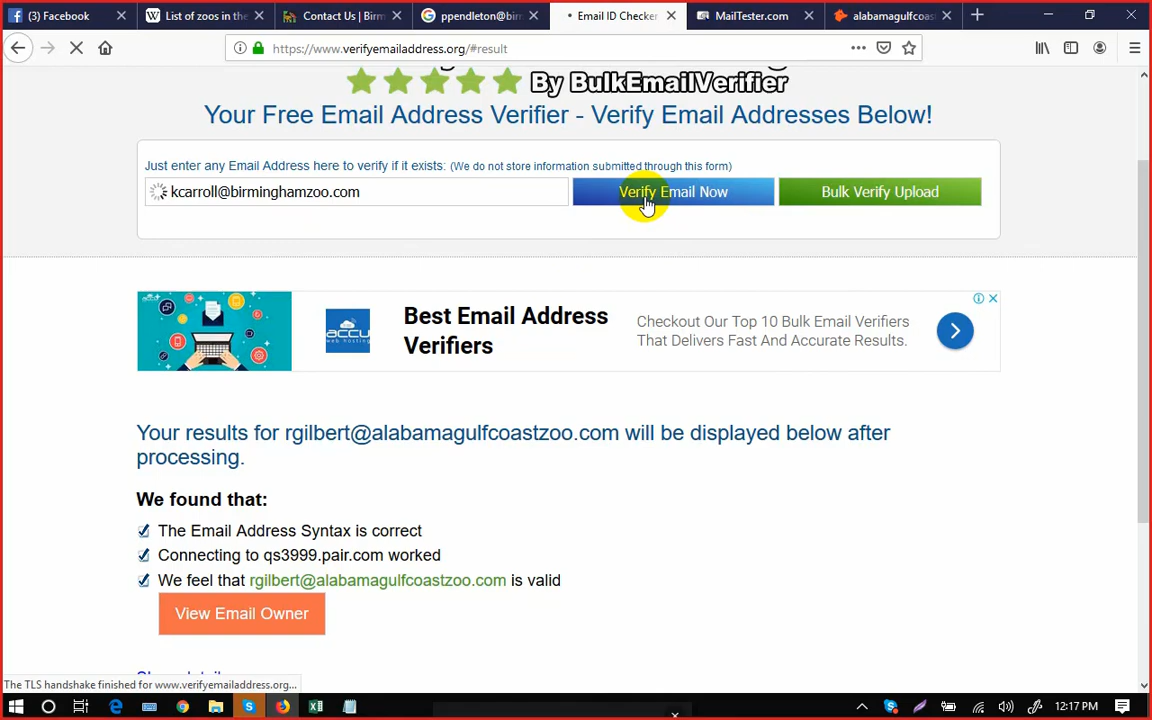 (3) Facebook
List of zoos in the
Contact Us | Birm
ppendleton@birm
Email ID Checker
MailTester.com
alabamagulfcoas
https://www.verifyemailaddress.org/#result
By BulkEmailVerifier
Your Free Email Address Verifier - Verify Email Addresses Below!
Just enter any Email Address here to verify if it exists: (We do not store information submitted through this form)
kcarroll@birminghamzoo.com
Verify Email Now
Bulk Verify Upload
ACCU
WEB HOSTING
Best Email Address
Verifiers
Checkout Our Top 10 Bulk Email Verifiers
That Delivers Fast And Accurate Results.
Your results for rgilbert@alabamagulfcoastzoo.com will be displayed below after
processing.
We found that:
The Email Address Syntax is correct
Connecting to qs3999.pair.com worked
We feel that rgilbert@alabamagulfcoastzoo.com is valid
View Email Owner
The TLS handshake finished for www.verifyemailaddress.org...
12:17 PM